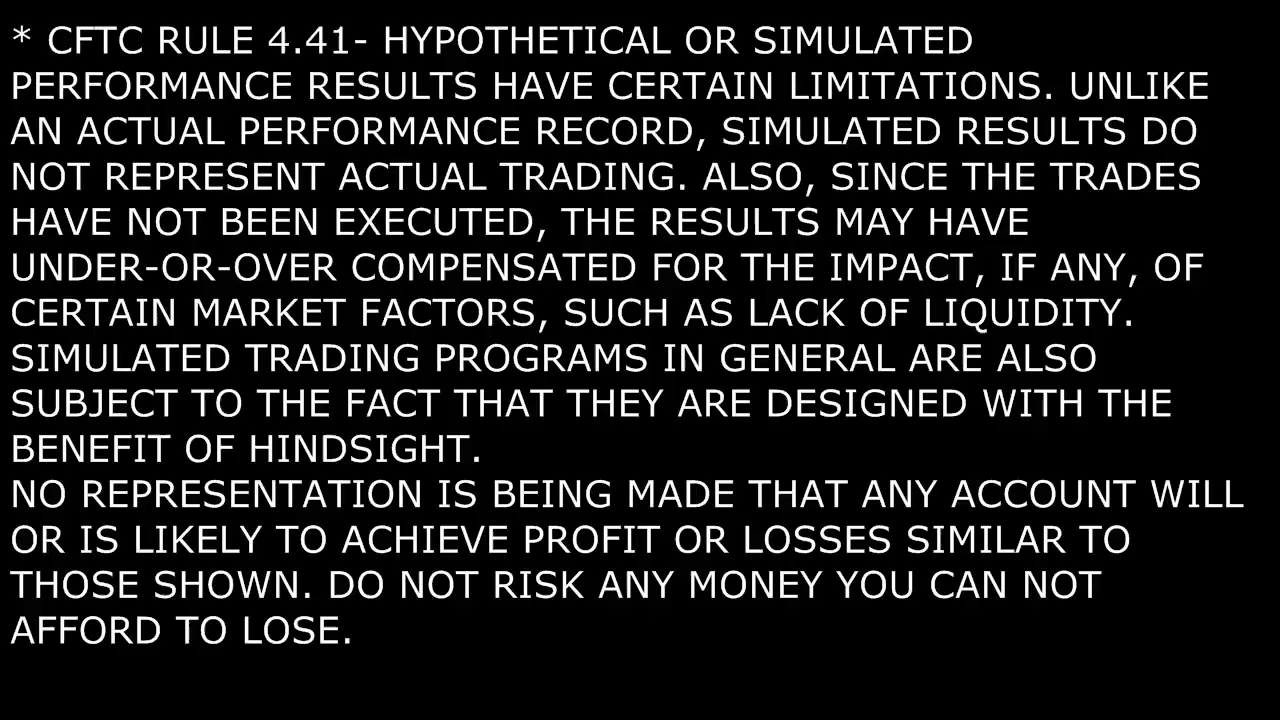 * CFTC RULE 4.41- HYPOTHETICAL OR SIMULATED
PERFORMANCE RESULTS HAVE CERTAIN LIMITATIONS. UNLIKE
AN ACTUAL PERFORMANCE RECORD, SIMULATED RESULTS DO
NOT REPRESENT ACTUAL TRADING. ALSO, SINCE THE TRADES
HAVE NOT BEEN EXECUTED, THE RESULTS MAY HAVE
UNDER-OR-OVER COMPENSATED FOR THE IMPACT, IF ANY, OF
CERTAIN MARKET FACTORS, SUCH AS LACK OF LIQUIDITY.
SIMULATED TRADING PROGRAMS IN GENERAL ARE ALSO
SUBJECT TO THE FACT THAT THEY ARE DESIGNED WITH THE
BENEFIT OF HINDSIGHT.
NO REPRESENTATION IS BEING MADE THAT ANY ACCOUNT WILL
OR IS LIKELY TO ACHIEVE PROFIT OR LOSSES SIMILAR TO
THOSE SHOWN. DO NOT RISK ANY MONEY YOU CAN NOT
AFFORD TO LOSE.